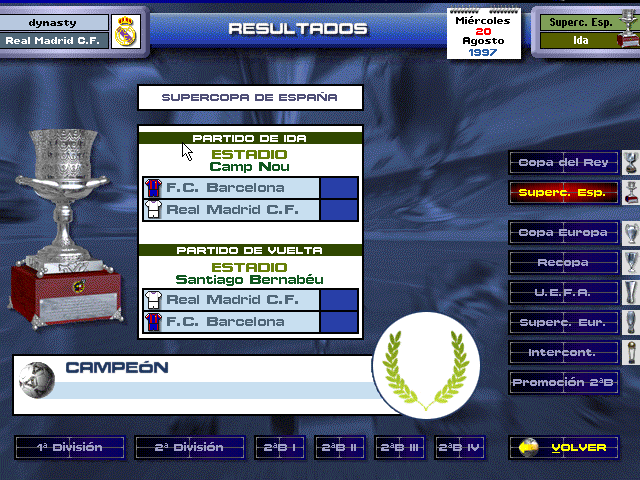 dynasty
Real Madrid C.F.
RESULTADOS
Miércoles
20
Agosto
1997
Superc. Esp.
Ida
SUPERCOPA DE ESPAÑA
PARTIDO DE IDA
ESTADIO
Camp Nou
F.C. Barcelona
Real Madrid C.F.
PARTIDO DE VUELTA
ESTADIO
Santiago Bernabéu
Real Madrid C.F.
F.C. Barcelona
CAMPEÓN
Copa del Rey
Superc. Esp.
Copa Europa
Recopa
U.E.F.A.
Superc. Eur.
Intercont.
Promoción 2ªB
1ª División
2ª División
2ªB I
2ªB II
2ªB III
2ªB IV
VOLVER